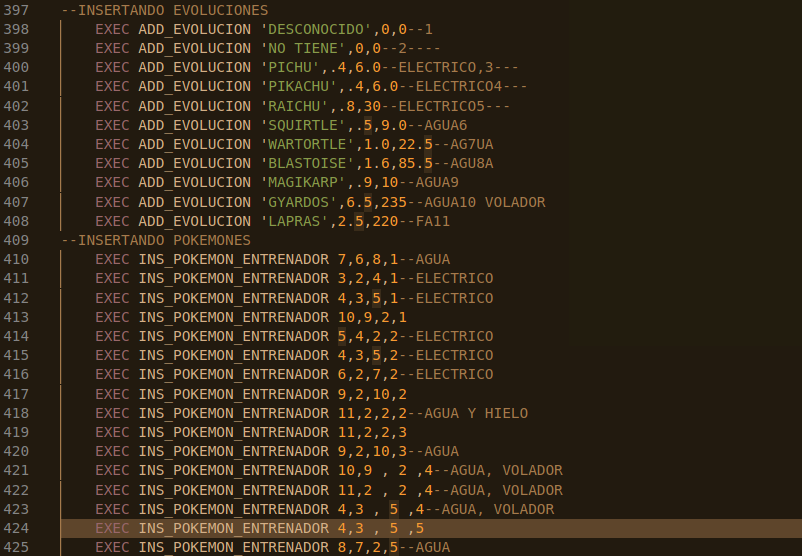 397 --INSERTANDO EVOLUCIONES
398 EXEC ADD_EVOLUCION 'DESCONOCIDO',0,0--1
399 EXEC ADD_EVOLUCION 'NO TIENE',0,0--2----
400 EXEC ADD_EVOLUCION 'PICHU',.4,6.0--ELECTRICO,3---
401 EXEC ADD_EVOLUCION 'PIKACHU',.4,6.0--ELECTRICO4---
402 EXEC ADD_EVOLUCION 'RAICHU',.8,30--ELECTRICO5---
403 EXEC ADD_EVOLUCION 'SQUIRTLE',.5,9.0--AGUA6
404 EXEC ADD_EVOLUCION 'WARTORTLE',1.0,22.5--AG7UA
405 EXEC ADD_EVOLUCION 'BLASTOISE',1.6,85.5--AGU8A
406 EXEC ADD_EVOLUCION 'MAGIKARP',.9,10--AGUA9
407 EXEC ADD_EVOLUCION 'GYARDOS',6.5,235--AGUA10 VOLADOR
408 EXEC ADD_EVOLUCION 'LAPRAS',2.5,220--FA11
409 --INSERTANDO POKEMONES
410 EXEC INS_POKEMON_ENTRENADOR 7,6,8,1--AGUA
411 EXEC INS_POKEMON_ENTRENADOR 3,2,4,1--ELECTRICO
412 EXEC INS_POKEMON_ENTRENADOR 4,3,5,1--ELECTRICO
413 EXEC INS_POKEMON_ENTRENADOR 10,9,2,1
414 EXEC INS_POKEMON_ENTRENADOR 5,4,2,2--ELECTRICO
415 EXEC INS_POKEMON_ENTRENADOR 4,3,5,2--ELECTRICO
416 EXEC INS_POKEMON_ENTRENADOR 6,2,7,2--ELECTRICO
417 EXEC INS_POKEMON_ENTRENADOR 9,2,10,2
418 EXEC INS_POKEMON_ENTRENADOR 11,2,2,2--AGUA Y HIELO
419 EXEC INS_POKEMON_ENTRENADOR 11,2,2,3
420 EXEC INS_POKEMON_ENTRENADOR 9,2,10,3--AGUA
421 EXEC INS_POKEMON_ENTRENADOR 10,9 , 2 ,4--AGUA, VOLADOR
422 EXEC INS_POKEMON_ENTRENADOR 11,2 , 2 ,4--AGUA, VOLADOR
423 EXEC INS_POKEMON_ENTRENADOR 4,3 , 5 ,4--AGUA, VOLADOR
424 EXEC INS_POKEMON_ENTRENADOR 4,3 , 5 ,5
425 EXEC INS_POKEMON_ENTRENADOR 8,7,2,5--AGUA